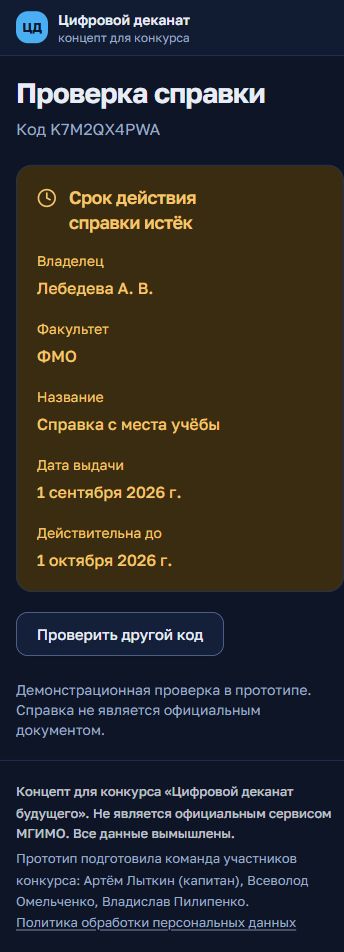 ЦД
Цифровой деканат
концепт для конкурса
Проверка справки
Код K7M2QX4PWA
Срок действия
справки истёк
Владелец
Лебедева А. В.
Факультет
ФМО
Название
Справка с места учёбы
Дата выдачи
1 сентября 2026 г.
Действительна до
1 октября 2026 г.
Проверить другой код
Демонстрационная проверка в прототипе.
Справка не является официальным
документом.
Концепт для конкурса «Цифровой деканат
будущего». Не является официальным сервисом
МГИМО. Все данные вымышлены.
Прототип подготовила команда участников
конкурса: Артём Лыткин (капитан), Всеволод
Омельченко, Владислав Пилипенко.
Политика обработки персональных данных